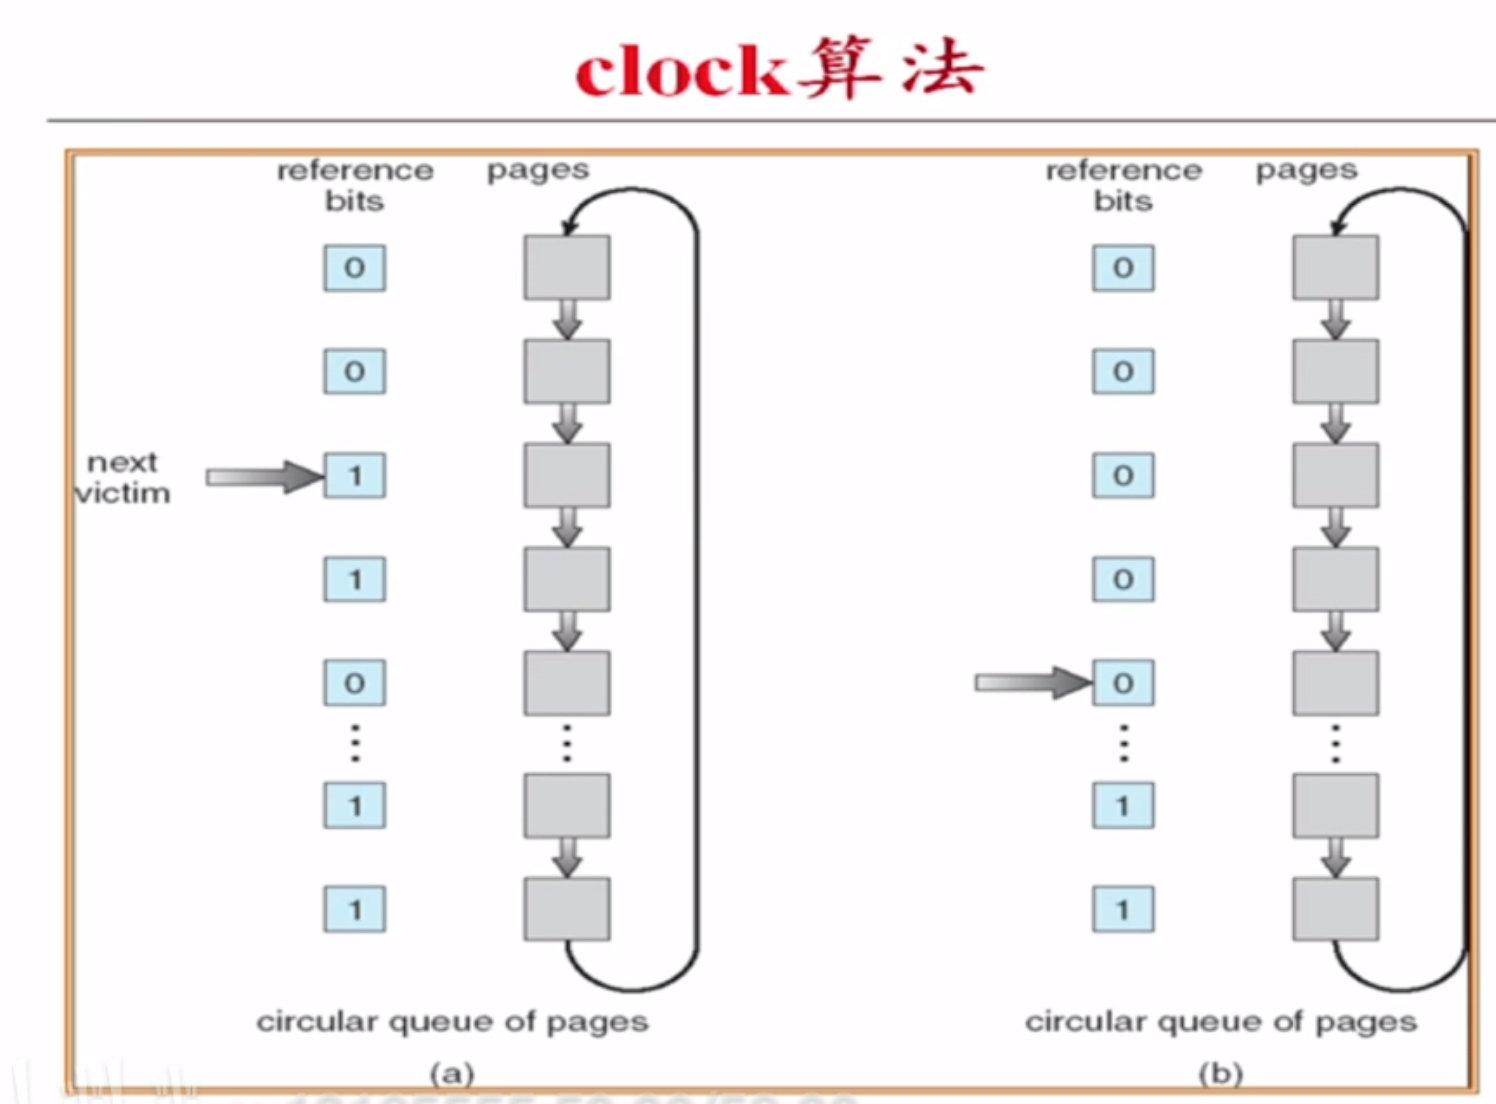 clock算法
reference bits
pages
0
0
next victim
1
1
0
1
1
circular queue of pages
(a)
reference bits
pages
0
0
0
0
0
1
1
circular queue of pages
(b)